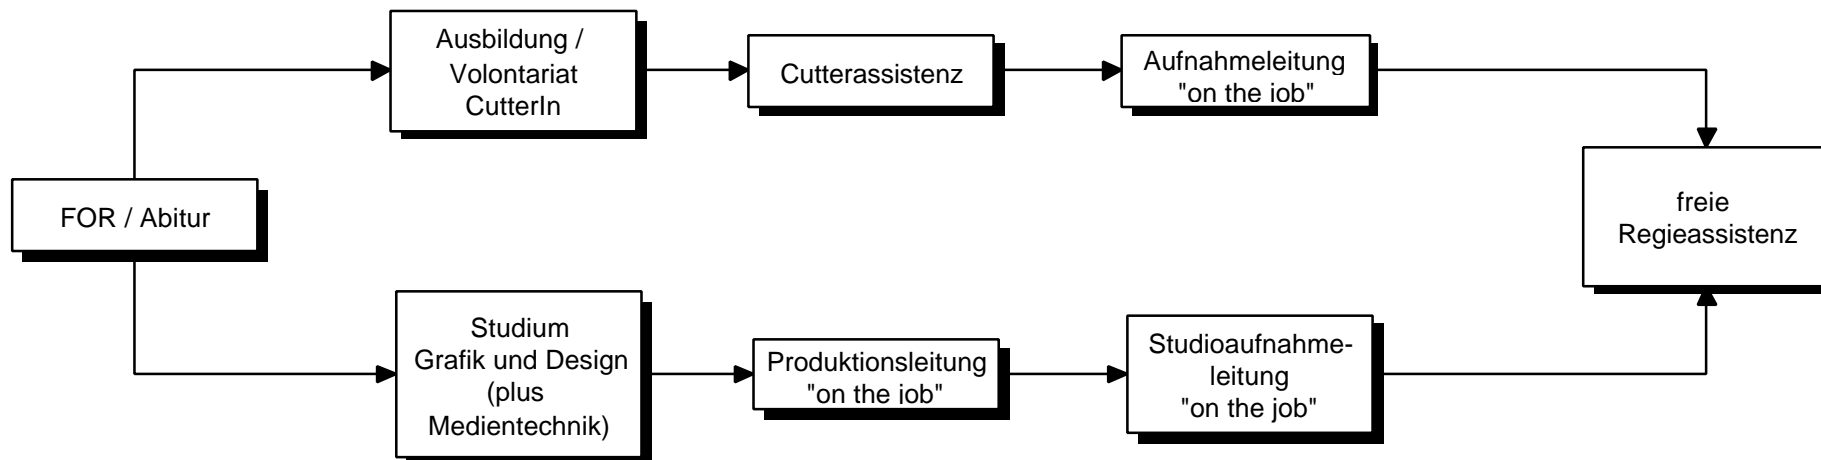 Ausbildung /
Volontariat
CutterIn
Cutterassistenz
Aufnahmeleitung
"on the job"
FOR / Abitur
freie
Regieassistenz
Studium
Grafik und Design
(plus
Medientechnik)
Produktionsleitung
"on the job"
Studioaufnahme-
leitung
"on the job"